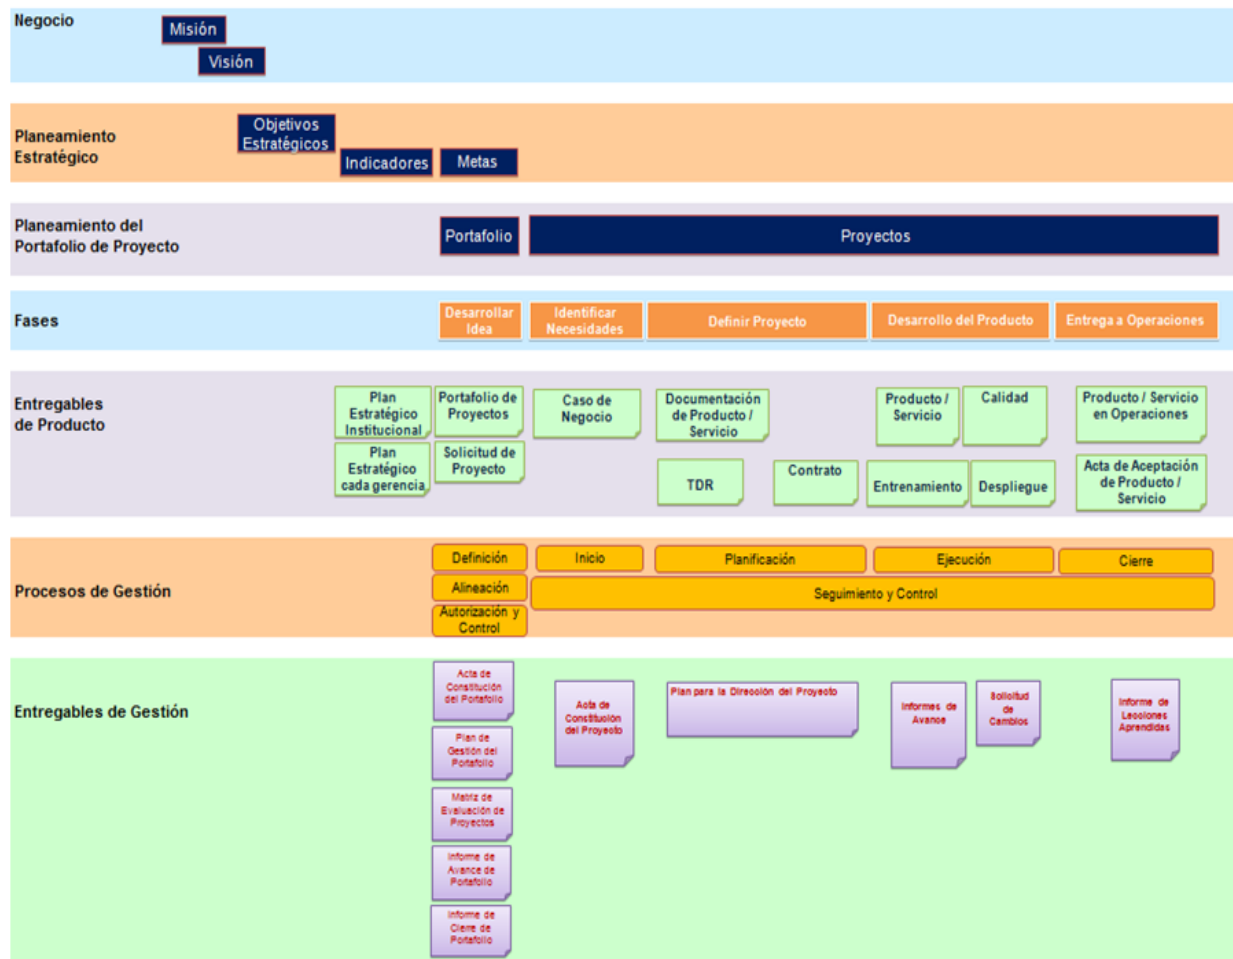 Negocio
Misión
Visión
Planeamiento
Estratégico
Objetivos
Estratégicos
Indicadores
Metas
Planeamiento del
Portafolio de Proyecto
Portafolio
Proyectos
Fases
Desarrollar
Idea
Identificar
Necesidades
Definir Proyecto
Desarrollo del Producto
Entrega a Operaciones
Entregables
de Producto
Plan
Estratégico
Institucional
Plan
Estratégico
cada gerencia
Portafolio de
Proyectos
Solicitud de
Proyecto
Caso de
Negocio
Documentación
de Producto /
Servicio
TDR
Contrato
Producto /
Servicio
Calidad
Entrenamiento
Despliegue
Producto / Servicio
en Operaciones
Acta de Aceptación
de Producto /
Servicio
Procesos de Gestión
Definición
Alineación
Autorización y
Control
Inicio
Planificación
Ejecución
Cierre
Seguimiento y Control
Entregables de Gestión
Acta de
Constitución
del Portafolio
Plan de
Gestión del
Portafolio
Matriz de
Evaluación de
Proyectos
Informe de
Avance de
Portafolio
Informe de
Cierre de
Portafolio
Acta de
Constitución
del Proyecto
Plan para la Dirección del Proyecto
Informes de
Avance
Solicitud
de
Cambios
Informe de
Lecciones
Aprendidas